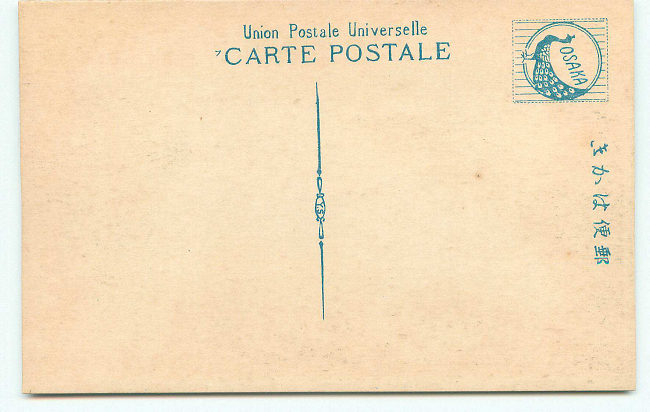 Union Postale Universelle
CARTE POSTALE
OSAKA
きかは便郵
Y.S